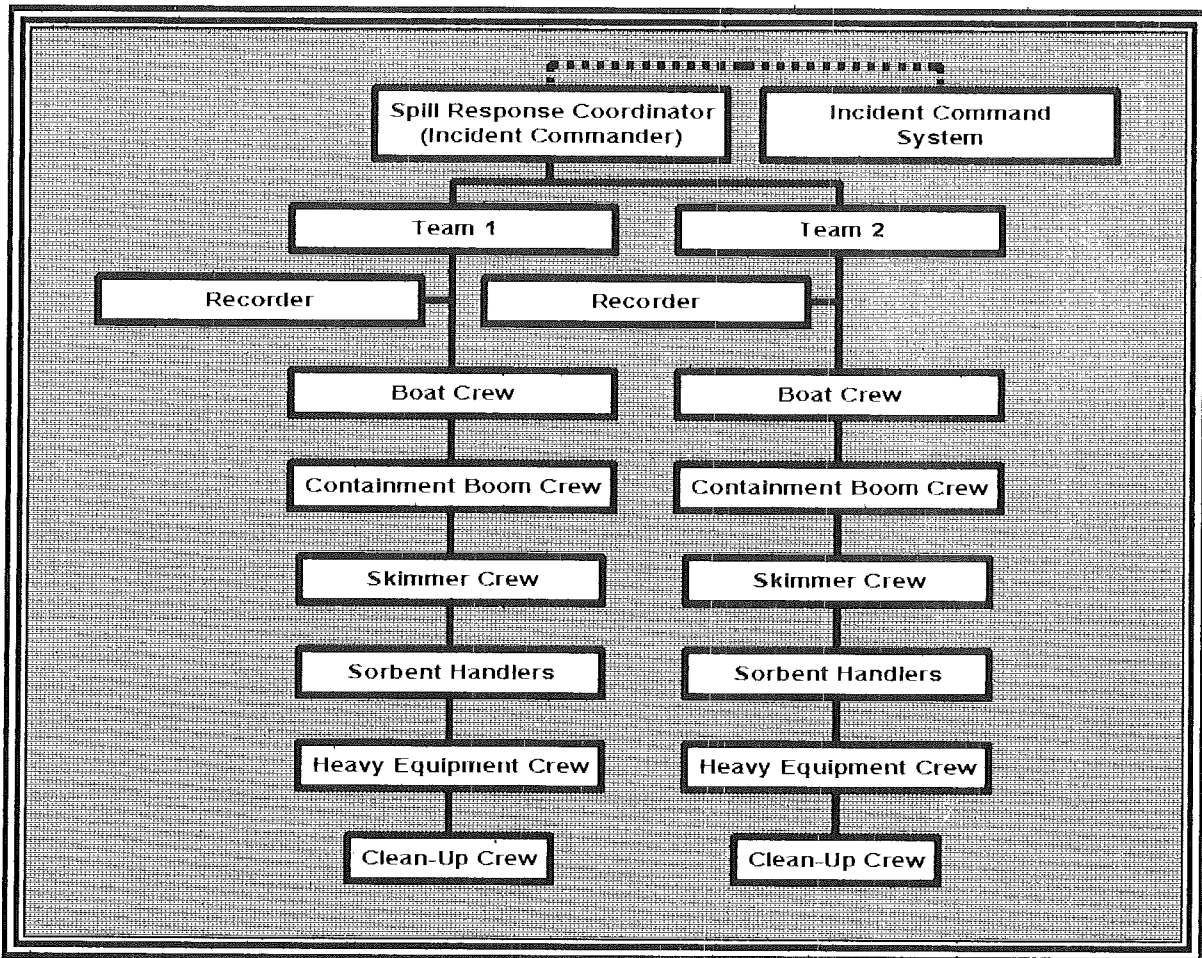 Spill Response Coordinator
(Incident Commander)
Incident Command
System
Team 1
Team 2
Recorder
Recorder
Boat Crew
Boat Crew
Containment Boom Crew
Containment Boom Crew
Skimmer Crew
Skimmer Crew
Sorbent Handlers
Sorbent Handlers
Heavy Equipment Crew
Heavy Equipment Crew
Clean-Up Crew
Clean-Up Crew